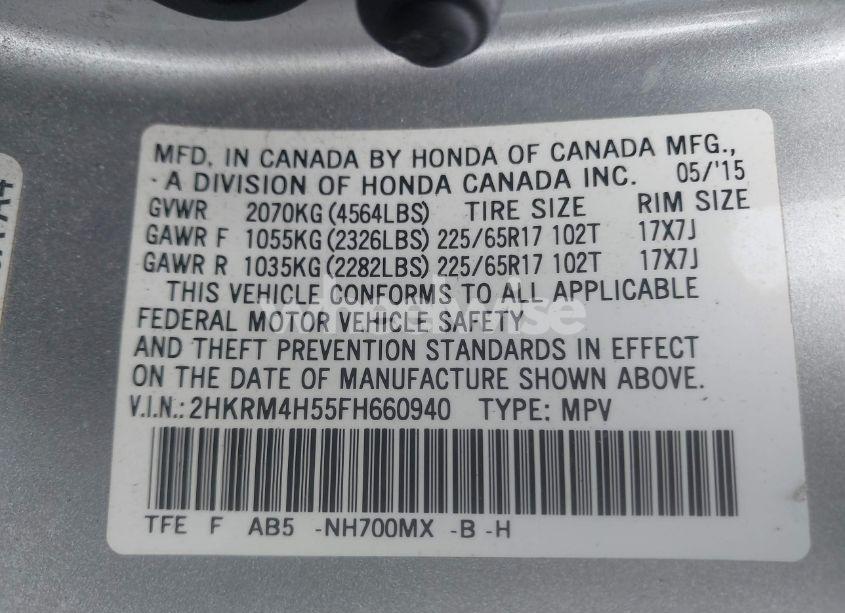 MFD. IN CANADA BY HONDA OF CANADA MFG.,
A DIVISION OF HONDA CANADA INC. 05/'15
GVWR 2070KG (4564LBS) TIRE SIZE RIM SIZE
GAWR F 1055KG (2326LBS) 225/65R17 102T 17X7J
GAWR R 1035KG (2282LBS) 225/65R17 102T 17X7J
THIS VEHICLE CONFORMS TO ALL APPLICABLE
FEDERAL MOTOR VEHICLE SAFETY
AND THEFT PREVENTION STANDARDS IN EFFECT
ON THE DATE OF MANUFACTURE SHOWN ABOVE.
V.I.N.: 2HKRM4H55FH660940 TYPE: MPV
TFE F AB5 -NH700MX -B -H